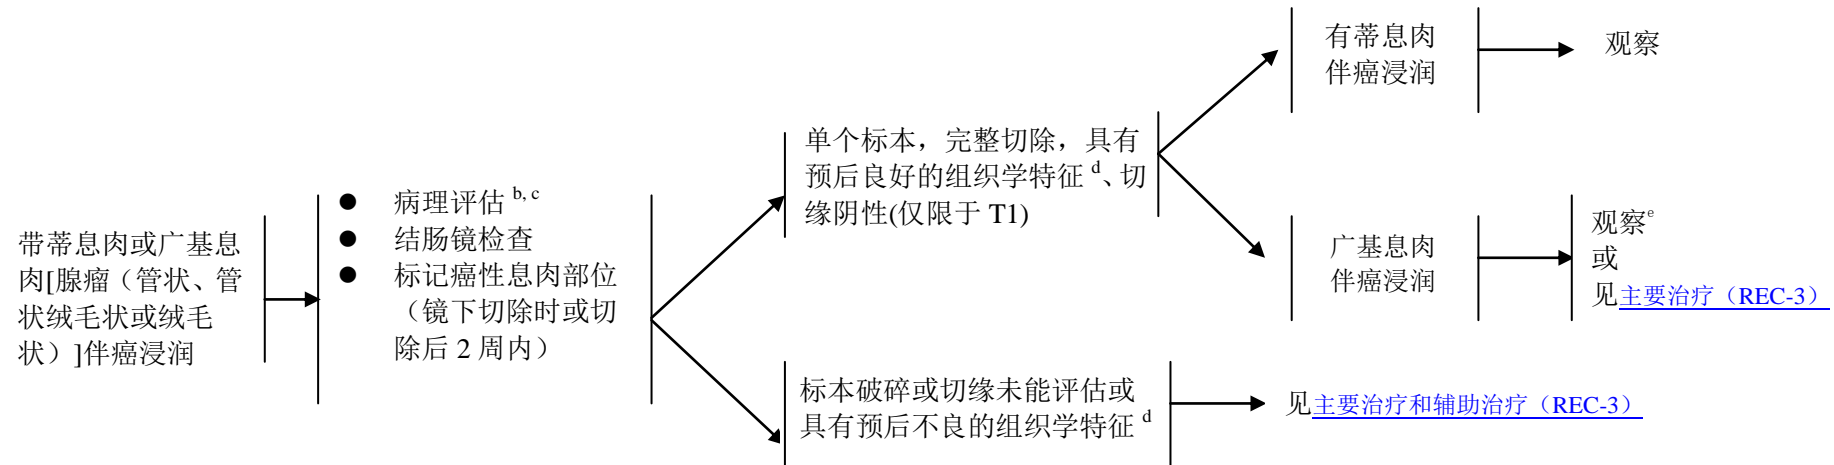 带蒂息肉或广基息
肉[腺瘤（管状、管
状绒毛状或绒毛
状）]伴癌浸润
● 病理评估 b, c
● 结肠镜检查
● 标记癌性息肉部位
（镜下切除时或切
除后 2 周内）
单个标本，完整切除，具有
预后良好的组织学特征 d、切
缘阴性(仅限于 T1)
有蒂息肉
伴癌浸润
观察
广基息肉
伴癌浸润
观察e
或
见主要治疗（REC-3）
标本破碎或切缘未能评估或
具有预后不良的组织学特征 d
见主要治疗和辅助治疗（REC-3）